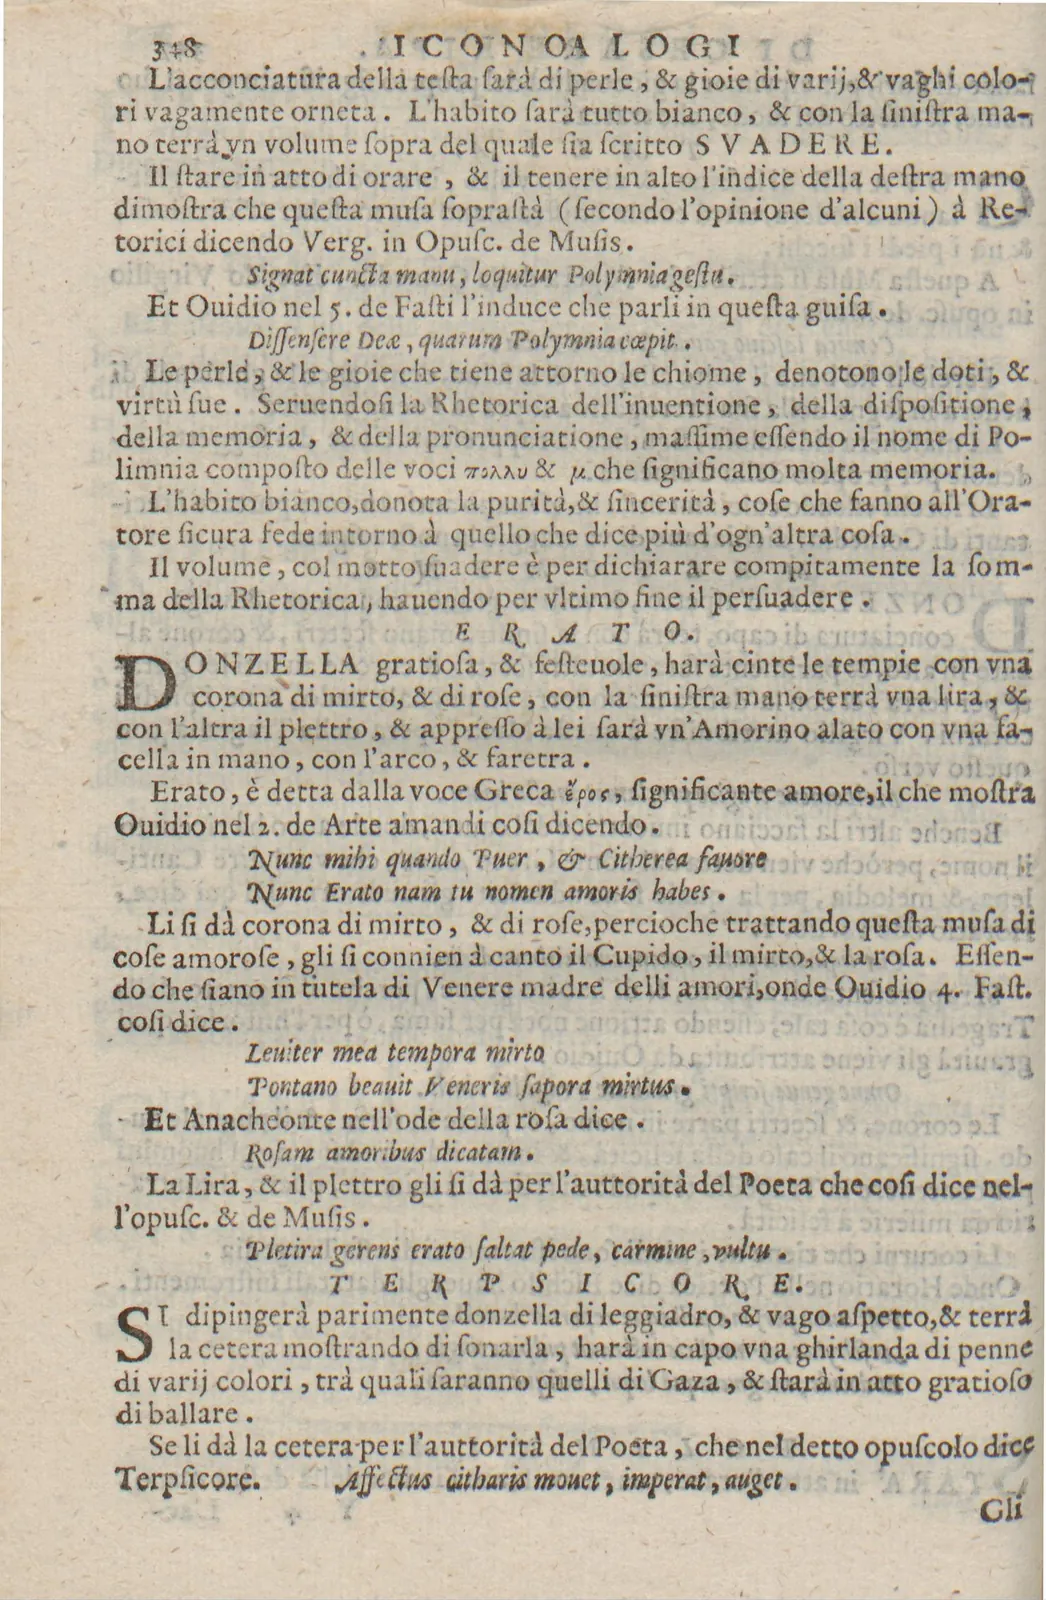 348 ICONOALOGI
L'acconciatura della testa sarà di perle, & gioie di varij, & vaghi colo-
ri vagamente orneta. L'habito sarà tutto bianco, & con la sinistra ma-
no terrà vn volume sopra del quale sia scritto SVADERE.
Il stare in atto di orare, & il tenere in alto l'indice della destra mano
dimostra che questa musa soprastà (secondo l'opinione d'alcuni) à Re-
torici dicendo Verg. in Opusc. de Musis.
Signat cuncta manu, loquitur Polymnia gestu.
Et Ouidio nel 5. de Fasti l'induce che parli in questa guisa.
Dissensere Deæ, quarum Polymnia cœpit.
Le perle, & le gioie che tiene attorno le chiome, denotono le doti, &
virtù sue. Seruendosi la Rhetorica dell'inuentione, della dispositione,
della memoria, & della pronunciatione, massime essendo il nome di Po-
limnia composto delle voci πολλυ & μ che significano molta memoria.
L'habito bianco, donota la purità, & sincerità, cose che fanno all'Ora-
tore sicura fede intorno à quello che dice più d'ogn'altra cosa.
Il volume, col motto suadere è per dichiarare compitamente la som-
ma della Rhetorica, hauendo per vltimo fine il persuadere.
ERATO.
DONZELLA gratiosa, & festeuole, harà cinte le tempie con vna
corona di mirto, & di rose, con la sinistra mano terrà vna lira, &
con l'altra il plettro, & appresso à lei sarà vn'Amorino alato con vna fa-
cella in mano, con l'arco, & faretra.
Erato, è detta dalla voce Greca ἔρος, significante amore, il che mostra
Ouidio nel 2. de Arte amandi cosi dicendo.
Nunc mihi quando Puer, & Citherea fauore
Nunc Erato nam tu nomen amoris habes.
Li si dà corona di mirto, & di rose, percioche trattando questa musa di
cose amorose, gli si connien à canto il Cupido, il mirto, & la rosa. Essen-
do che siano in tutela di Venere madre delli amori, onde Ouidio 4. Fast.
cosi dice.
Leuiter mea tempora mirto
Pontano beauit Veneris sapora mirtus.
Et Anacheonte nell'ode della rosa dice.
Rosam amoribus dicatam.
La Lira, & il plettro gli si dà per l'auttorità del Poeta che cosi dice nel-
l'opusc. & de Musis.
Pletira gerens erato saltat pede, carmine, vultu.
TERPSICORE.
SI dipingerà parimente donzella di leggiadro, & vago aspetto, & terrà
la cetera mostrando di sonarla, harà in capo vna ghirlanda di penne
di varij colori, trà quali saranno quelli di Gaza, & starà in atto gratioso
di ballare.
Se li dà la cetera per l'auttorità del Poeta, che nel detto opuscolo dice
Terpsicore. Affectus citharis mouet, imperat, auget.
Gli